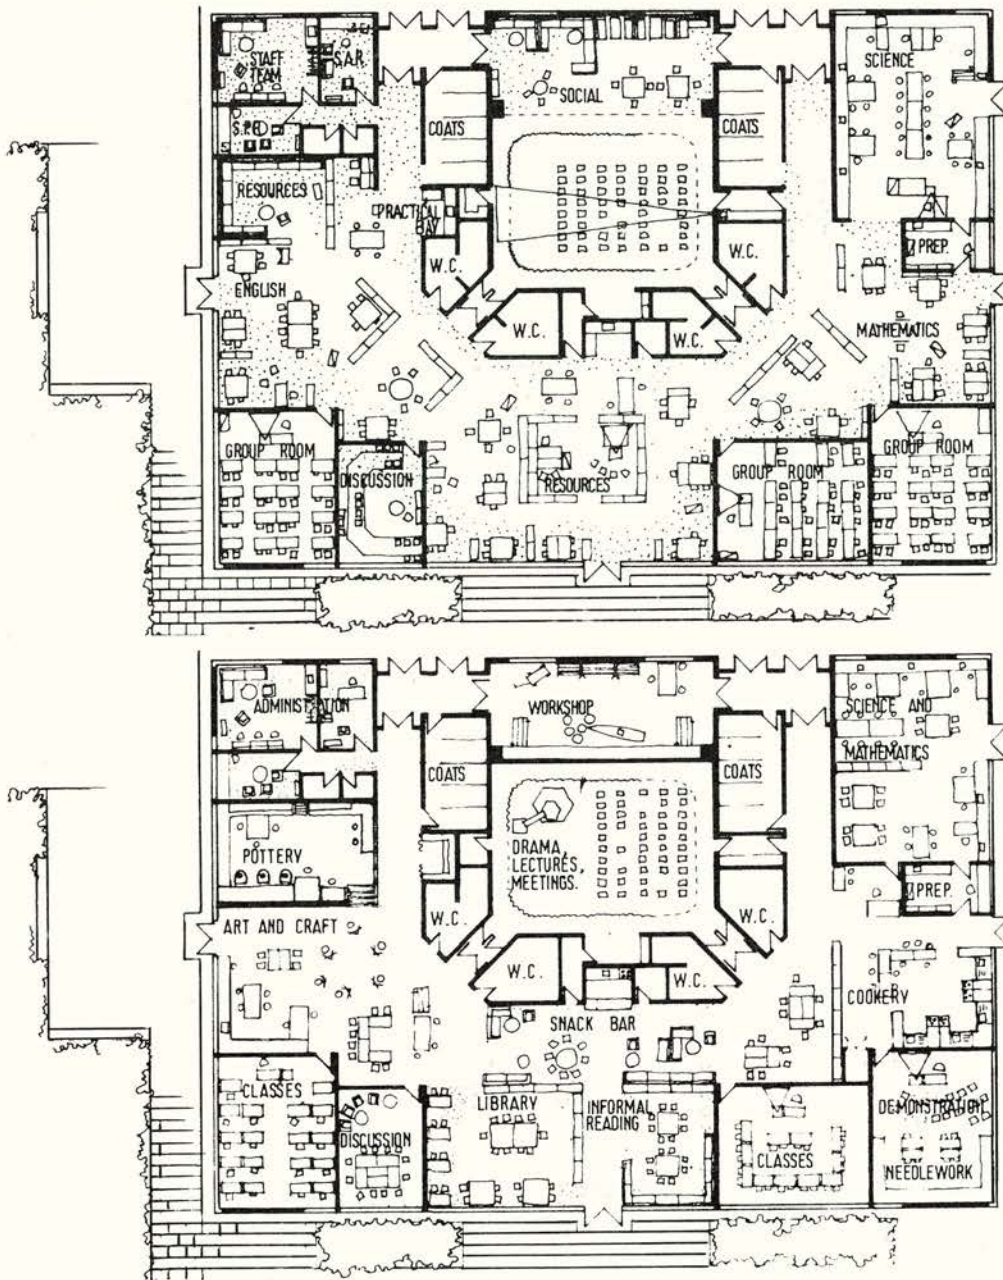 STAFF
TEAM
S.A.R.
SOCIAL
SCIENCE
COATS
COATS
RESOURCES
PRACTICAL
BAY
W.C.
W.C.
PREP.
ENGLISH
W.C.
W.C.
MATHEMATICS
GROUP ROOM
DISCUSSION
RESOURCES
GROUP ROOM
GROUP ROOM
ADMINISTRATION
WORKSHOP
SCIENCE AND
MATHEMATICS
COATS
COATS
POTTERY
DRAMA,
LECTURES,
MEETINGS.
PREP.
ART AND CRAFT
W.C.
W.C.
W.C.
W.C.
COOKERY
SNACK BAR
CLASSES
DISCUSSION
LIBRARY
INFORMAL
READING
CLASSES
DEMONSTRATION
NEEDLEWORK